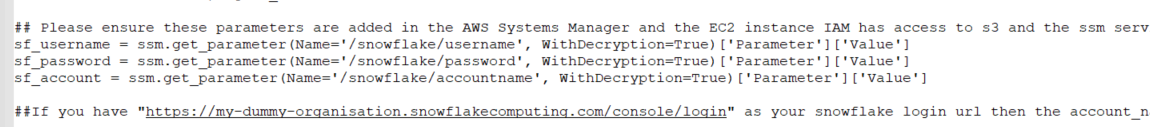 ## Please ensure these parameters are added in the AWS Systems Manager and the EC2 instance IAM has access to s3 and the ssm serv
sf_username = ssm.get_parameter(Name='/snowflake/username', WithDecryption=True)['Parameter']['Value']
sf_password = ssm.get_parameter(Name='/snowflake/password', WithDecryption=True)['Parameter']['Value']
sf_account = ssm.get_parameter(Name='/snowflake/accountname', WithDecryption=True)['Parameter']['Value']
##If you have "https://my-dummy-organisation.snowflakecomputing.com/console/login" as your snowflake login url then the account_n